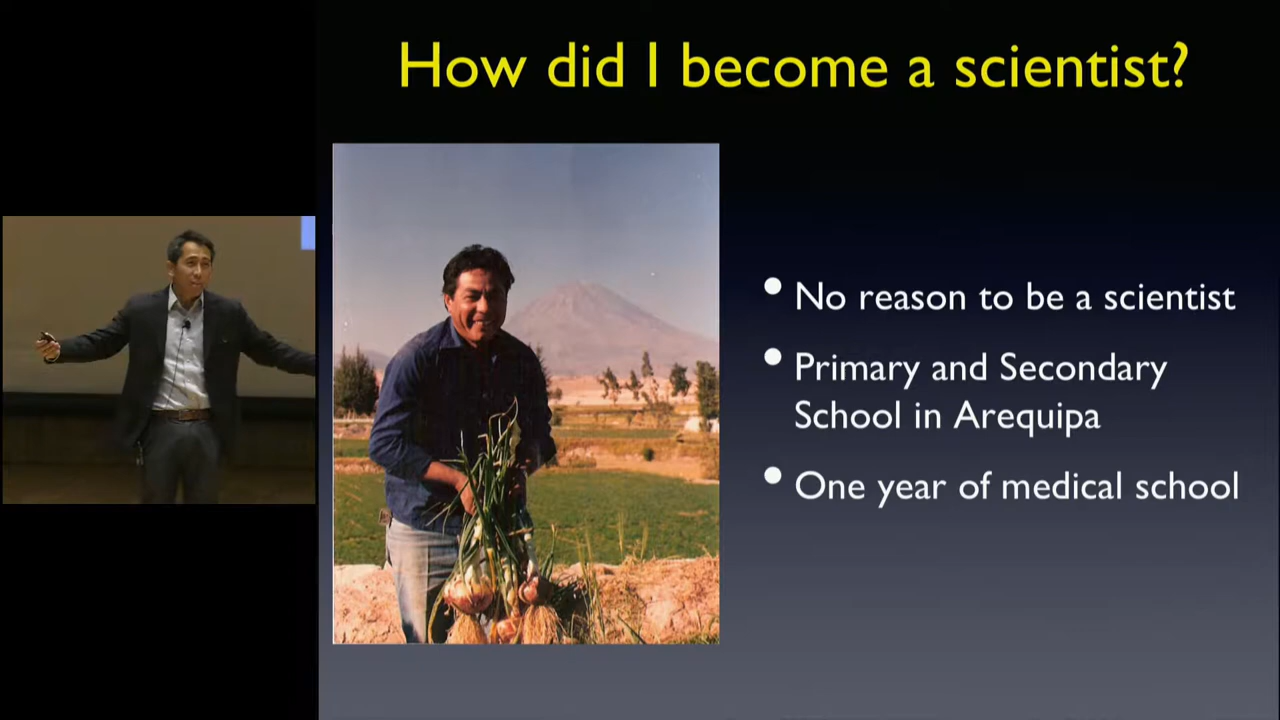 How did I become a scientist?
• No reason to be a scientist
• Primary and Secondary
School in Arequipa
• One year of medical school